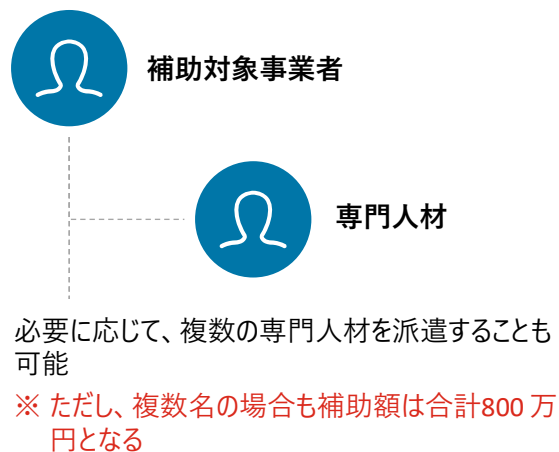 補助対象事業者
専門人材
必要に応じて、複数の専門人材を派遣することも
可能
※ ただし、複数名の場合も補助額は合計800 万
円となる